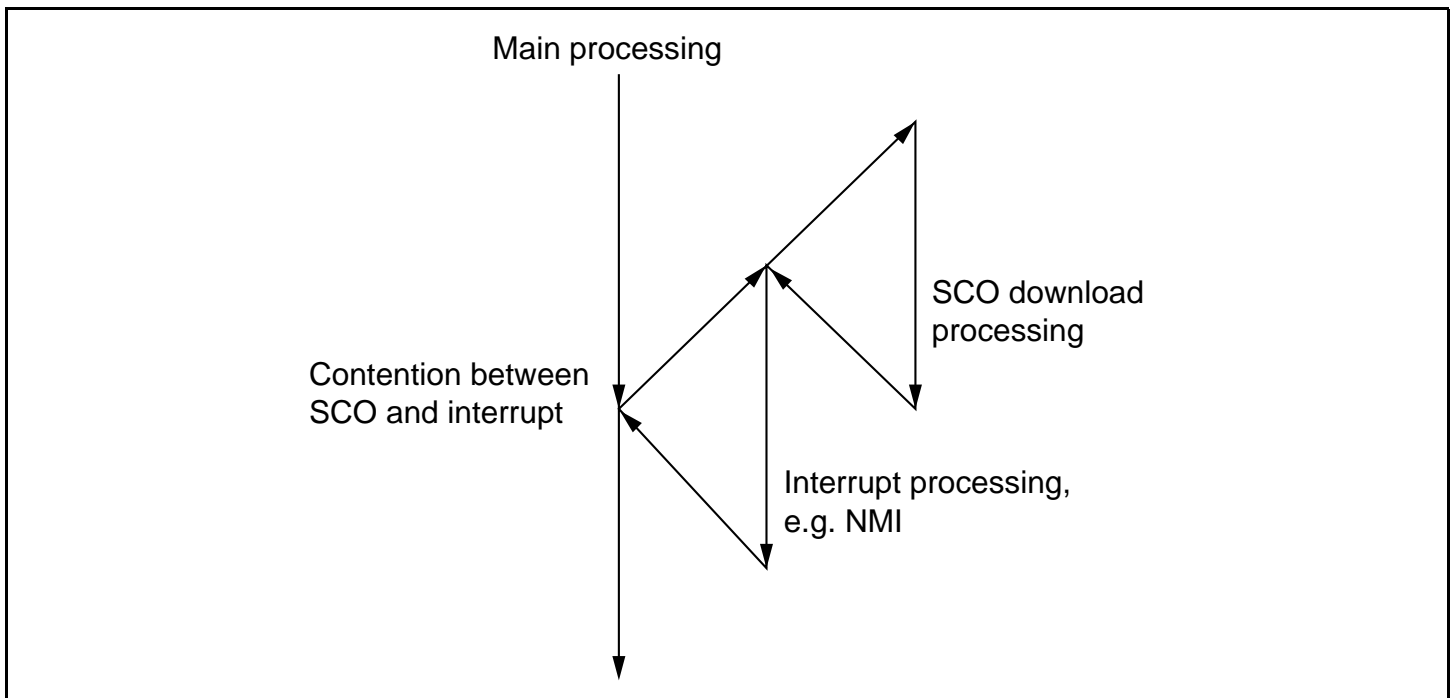 Main processing
SCO download
processing
Contention between
SCO and interrupt
Interrupt processing,
e.g. NMI